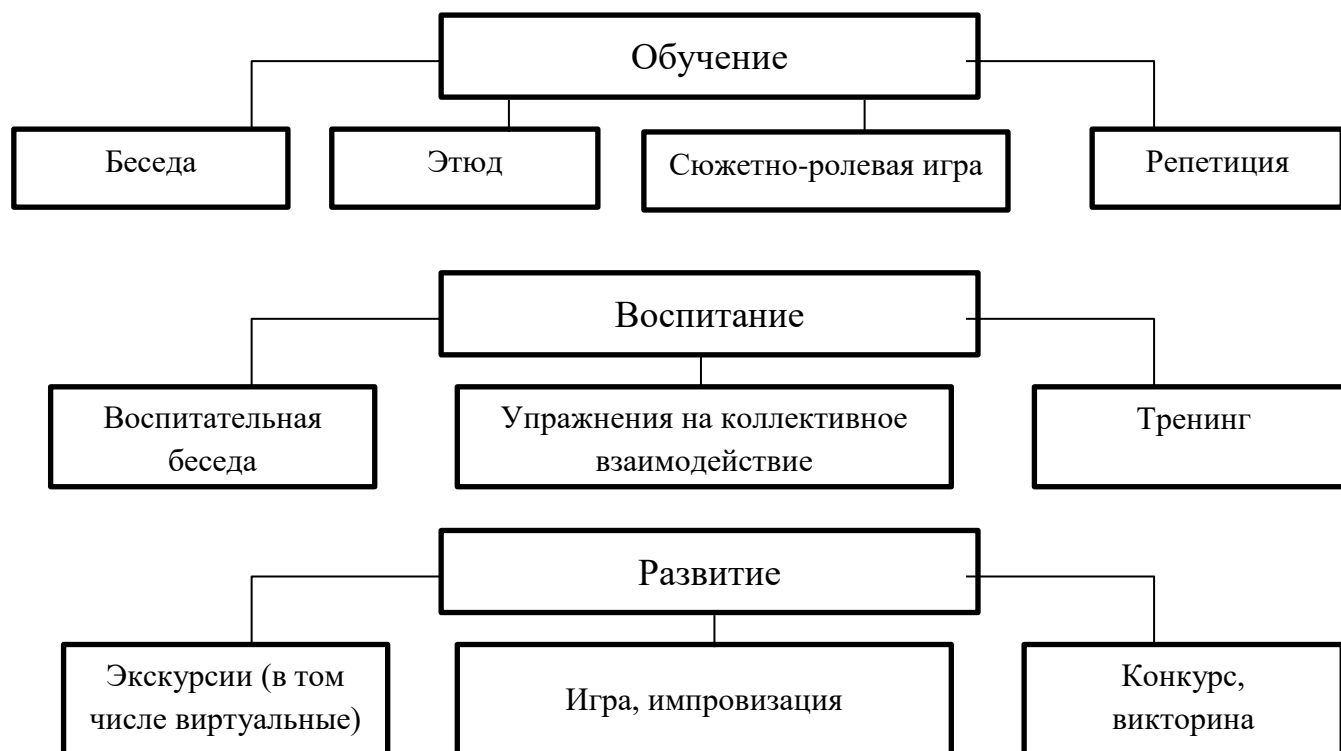 Обучение
Беседа
Этюд
Сюжетно-ролевая игра
Репетиция
Воспитание
Воспитательная
беседа
Упражнения на коллективное
взаимодействие
Тренинг
Развитие
Экскурсии (в том
числе виртуальные)
Игра, импровизация
Конкурс,
викторина